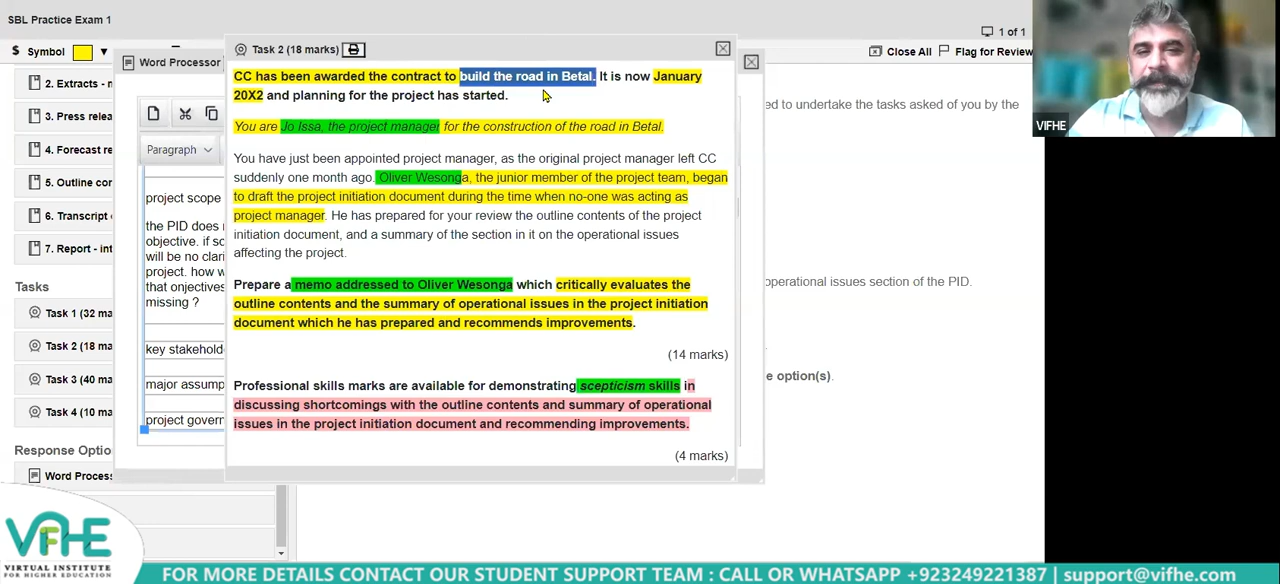 SBL Practice Exam 1
1 of 1
Symbol
Close All
Flag for Review
Word Processor
Task 2 (18 marks)
2. Extracts -
3. Press relea
4. Forecast re
5. Outline cor
6. Transcript
7. Report - int
Tasks
Task 1 (32 ma
Task 2 (18 ma
Task 3 (40 ma
Task 4 (10 ma
Response Optio
Word Process
Paragraph
project scope
the PID does
objective. if so
will be no clari
project. how w
that onjectives
missing ?
key stakehold
major assump
project govern
CC has been awarded the contract to build the road in Betal. It is now January
20X2 and planning for the project has started.
You are Jo Issa, the project manager for the construction of the road in Betal.
You have just been appointed project manager, as the original project manager left CC
suddenly one month ago. Oliver Wesonga, the junior member of the project team, began
to draft the project initiation document during the time when no-one was acting as
project manager. He has prepared for your review the outline contents of the project
initiation document, and a summary of the section in it on the operational issues
affecting the project.
Prepare a memo addressed to Oliver Wesonga which critically evaluates the
outline contents and the summary of operational issues in the project initiation
document which he has prepared and recommends improvements.
(14 marks)
Professional skills marks are available for demonstrating scepticism skills in
discussing shortcomings with the outline contents and summary of operational
issues in the project initiation document and recommending improvements.
(4 marks)
ed to undertake the tasks asked of you by the
operational issues section of the PID.
e option(s).
VIFHE
VIFHE
VIRTUAL INSTITUTE
FOR HIGHER EDUCATION
FOR MORE DETAILS CONTACT OUR STUDENT SUPPORT TEAM : CALL OR WHATSAPP +923249221387 | support@vifhe.com